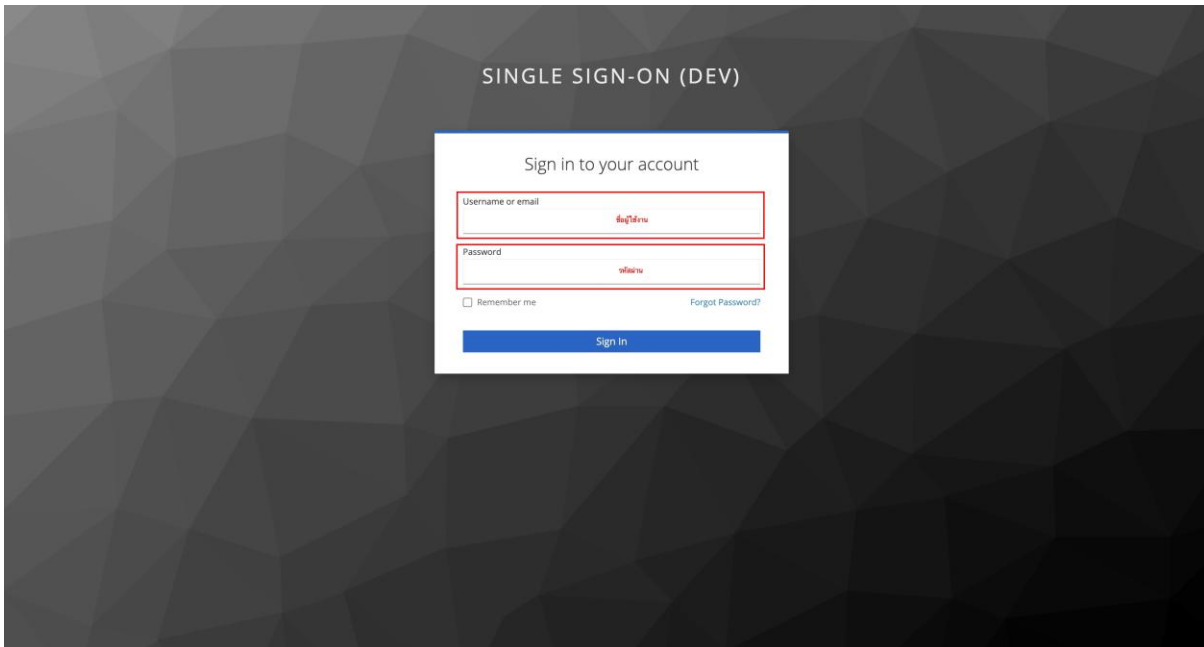 SINGLE SIGN-ON (DEV)
Sign in to your account
Username or email
ชื่อผู้ใช้งาน
Password
รหัสผ่าน
Remember me Forgot Password?
Sign In